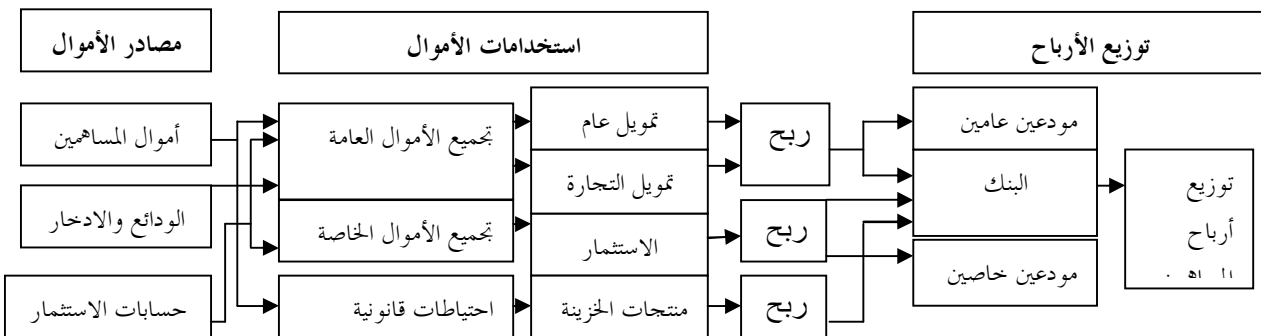 مصادر الأموال
استخدامات الأموال
توزيع الأرباح
أموال المساهمين
الودائع والادخار
حسابات الاستثمار
تجميع الأموال العامة
تجميع الأموال الخاصة
احتياطات قانونية
تمويل عام
تمويل التجارة
الاستثمار
منتجات الخزينة
ربح
ربح
ربح
مودعين عامين
البنك
مودعين خاصين
توزيع
أرباح